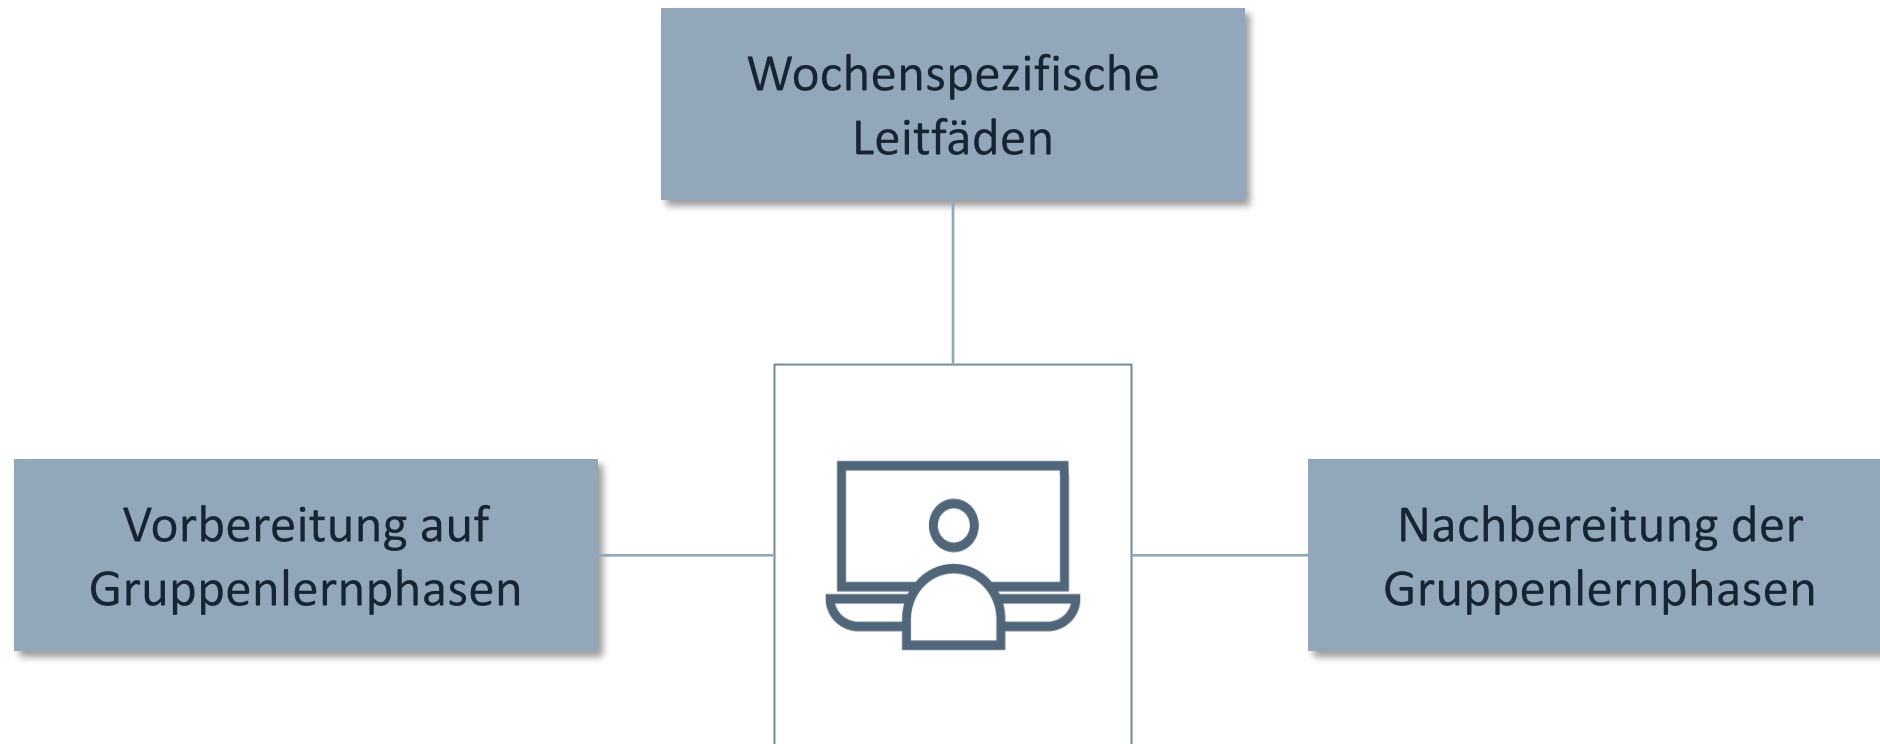 Wochenspezifische
Leitfäden
Vorbereitung auf
Gruppenlernphasen
Nachbereitung der
Gruppenlernphasen